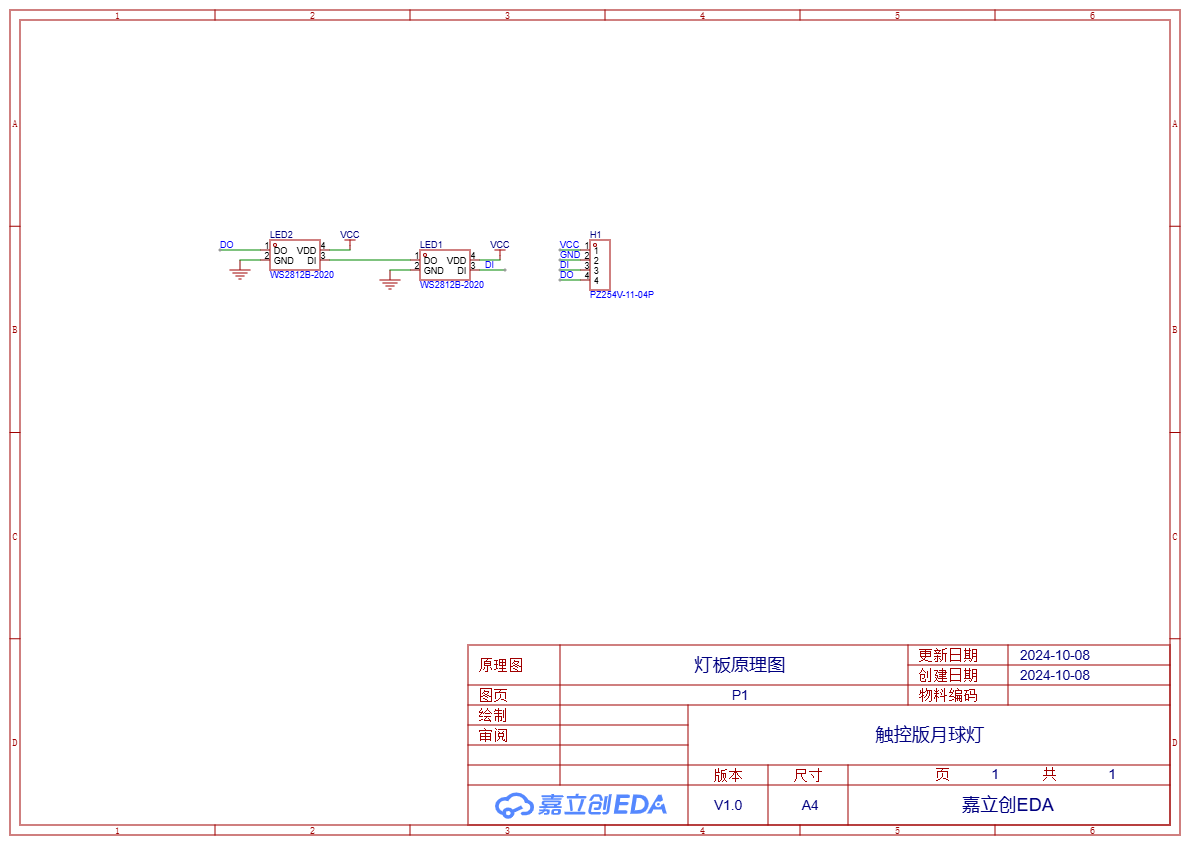 1 2 3 4 5 6
A A
LED2 VCC
DO 1 DO VDD 4
2 GND DI 3
WS2812B-2020
LED1 VCC
1 DO VDD 4
2 GND DI 3 DI
WS2812B-2020
H1
VCC 1 1
GND 2 2
DI 3 3
DO 4 4
PZ254V-11-04P
B B
C C
原理图 灯板原理图 更新日期 2024-10-08
创建日期 2024-10-08
图页 P1 物料编码
绘制
审阅 触控版月球灯
D D
版本 尺寸 页 1 共 1
嘉立创EDA V1.0 A4 嘉立创EDA
1 2 3 4 5 6